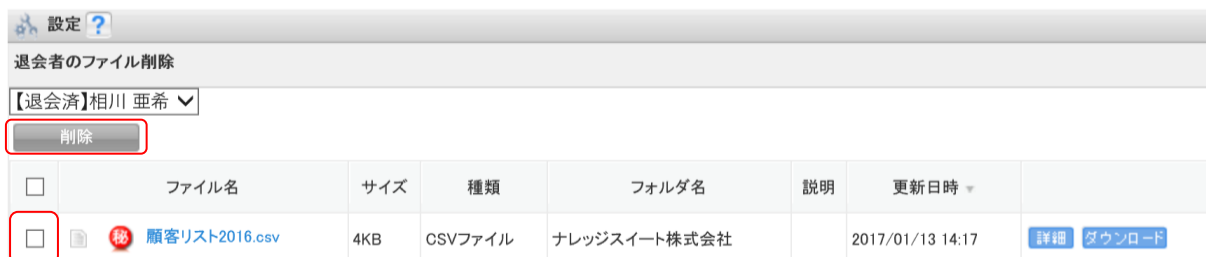 設定 ?
退会者のファイル削除
【退会済】相川 亜希
削除
ファイル名 サイズ 種類 フォルダ名 説明 更新日時
秘 顧客リスト2016.csv 4KB CSVファイル ナレッジスイート株式会社 2017/01/13 14:17 詳細 ダウンロード